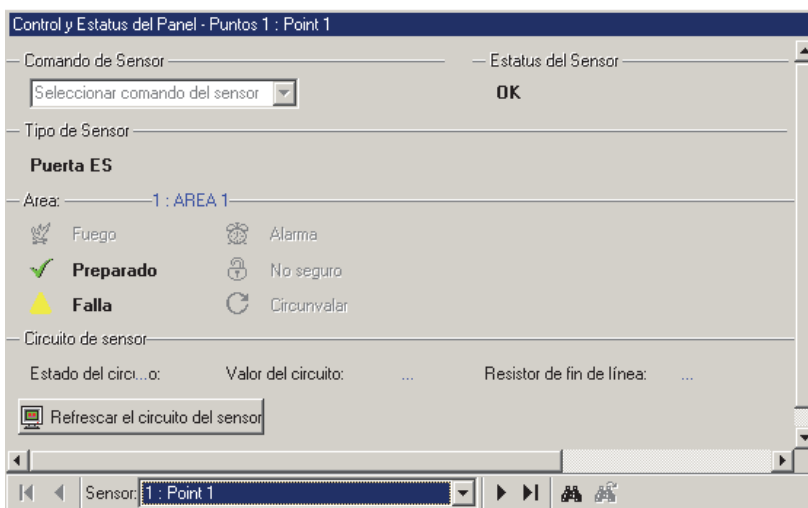 Control y Estatus del Panel - Puntos 1 : Point 1
Comando de Sensor
Estatus del Sensor
Seleccionar comando del sensor
OK
Tipo de Sensor
Puerta ES
Area: 1 : AREA 1
Fuego Alarma
Preparado No seguro
Falla Circunvalar
Circuito de sensor
Estado del circı...o: Valor del circuito: ... Resistor de fin de línea: ...
Refrescar el circuito del sensor
Sensor: 1 : Point 1